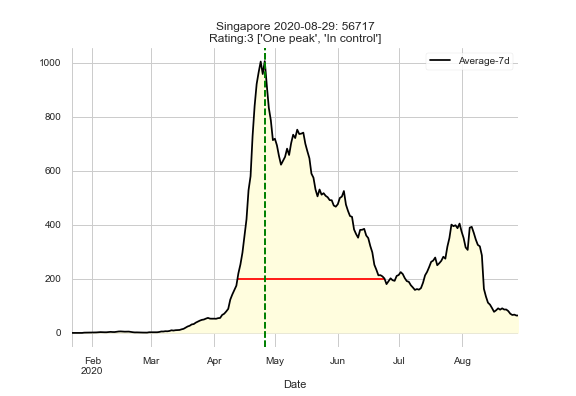 Singapore 2020-08-29: 56717
Rating:3 ['One peak', 'In control']
Average-7d
1000
800
600
400
200
0
Feb Mar Apr May Jun Jul Aug
2020
Date